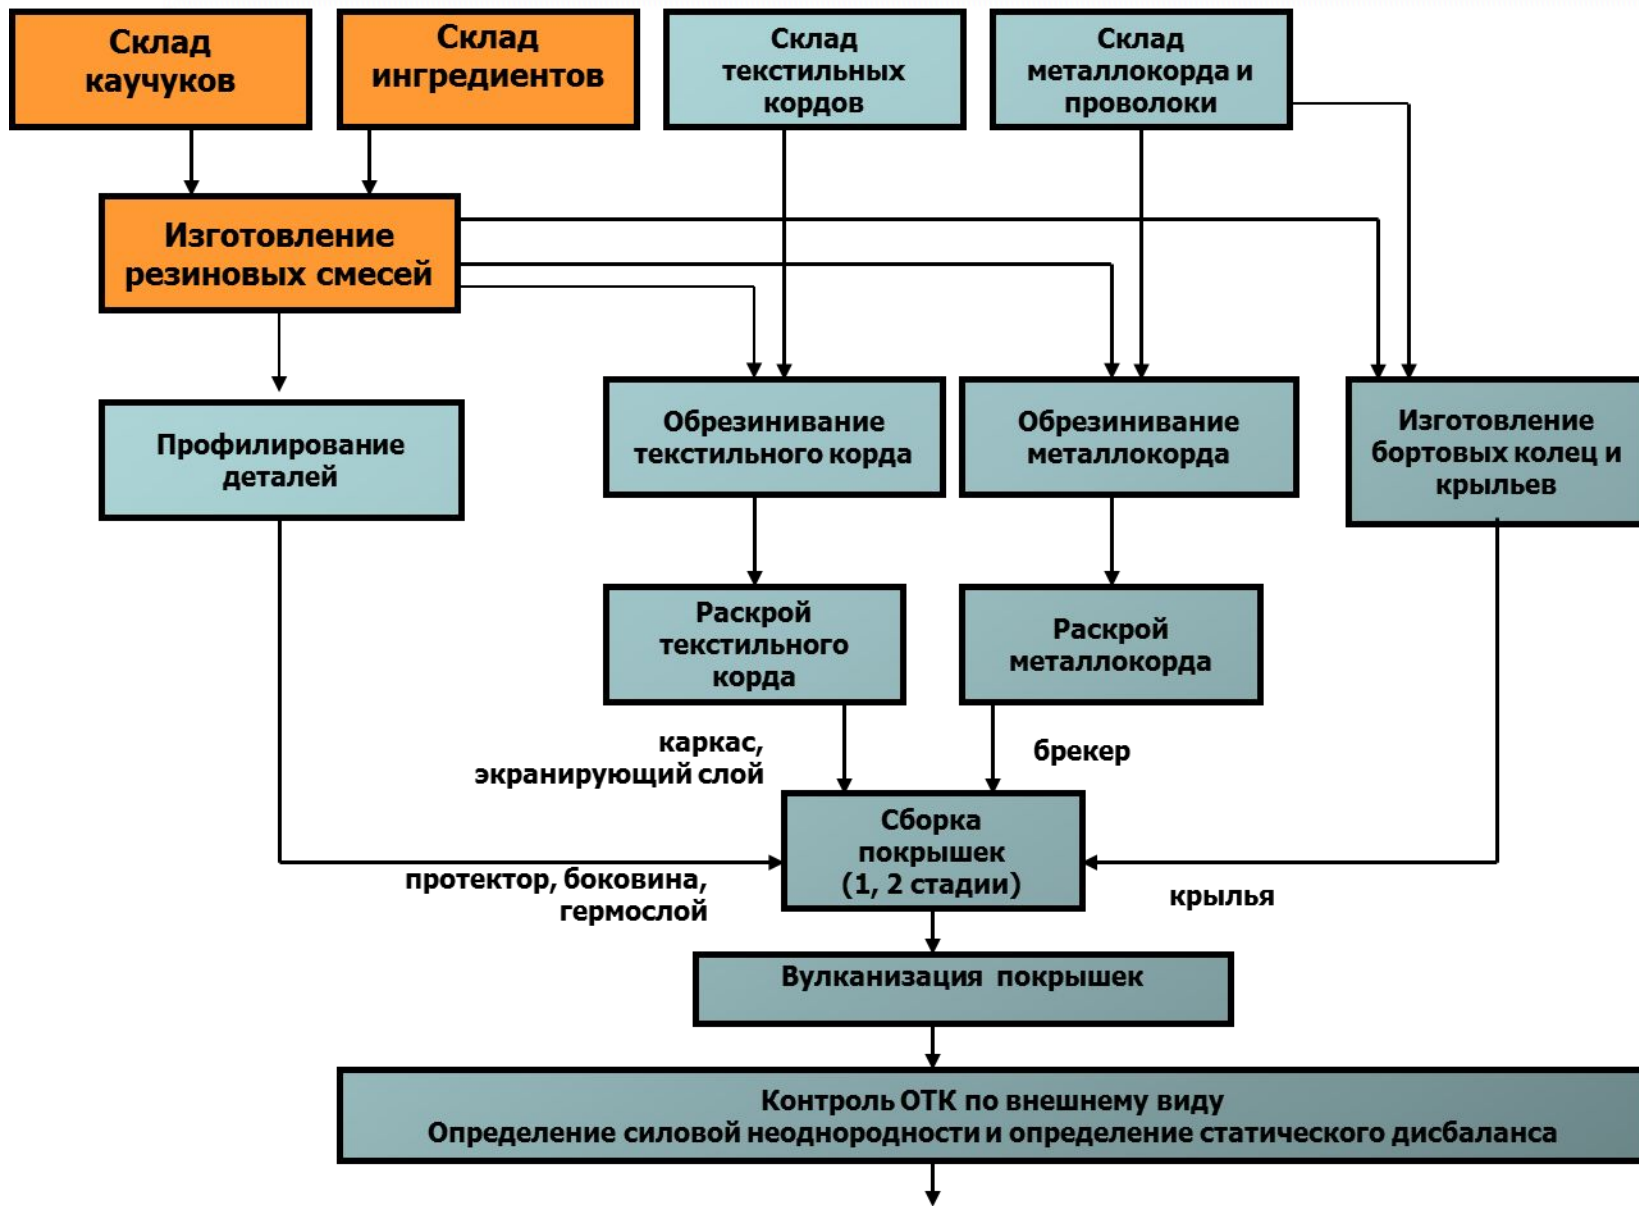 Склад
каучуков
Склад
ингредиентов
Склад
текстильных
кордов
Склад
металлокорда и
проволоки
Изготовление
резиновых смесей
Профилирование
деталей
Обрезинивание
текстильного корда
Обрезинивание
металлокорда
Изготовление
бортовых колец и
крыльев
Раскрой
текстильного
корда
Раскрой
металлокорда
каркас,
экранирующий слой
брекер
Сборка
покрышек
(1, 2 стадии)
протектор, боковина,
гермослой
крылья
Вулканизация покрышек
Контроль ОТК по внешнему виду
Определение силовой неоднородности и определение статического дисбаланса